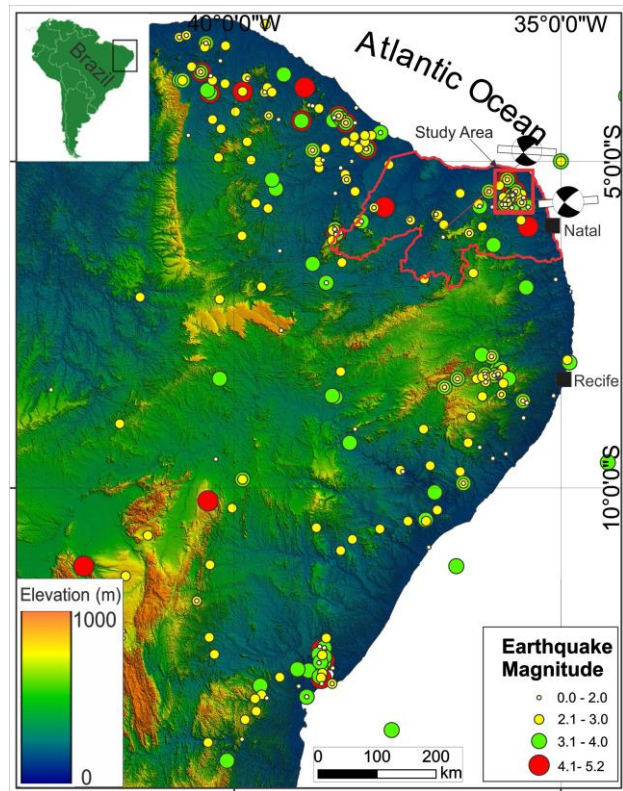 40°0'0"W
35°0'0"W
Brazil
Atlantic Ocean
Study Area
5°0'0"S
Natal
Recife
10°0'0"S
Elevation (m)
1000
0
Earthquake
Magnitude
0.0 - 2.0
2.1 - 3.0
3.1 - 4.0
4.1- 5.2
0 100 200
km